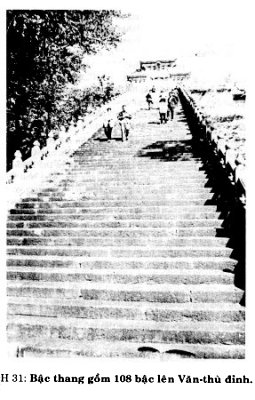 H 31: Bậc thang gồm 108 bậc lên Văn-thù đỉnh.